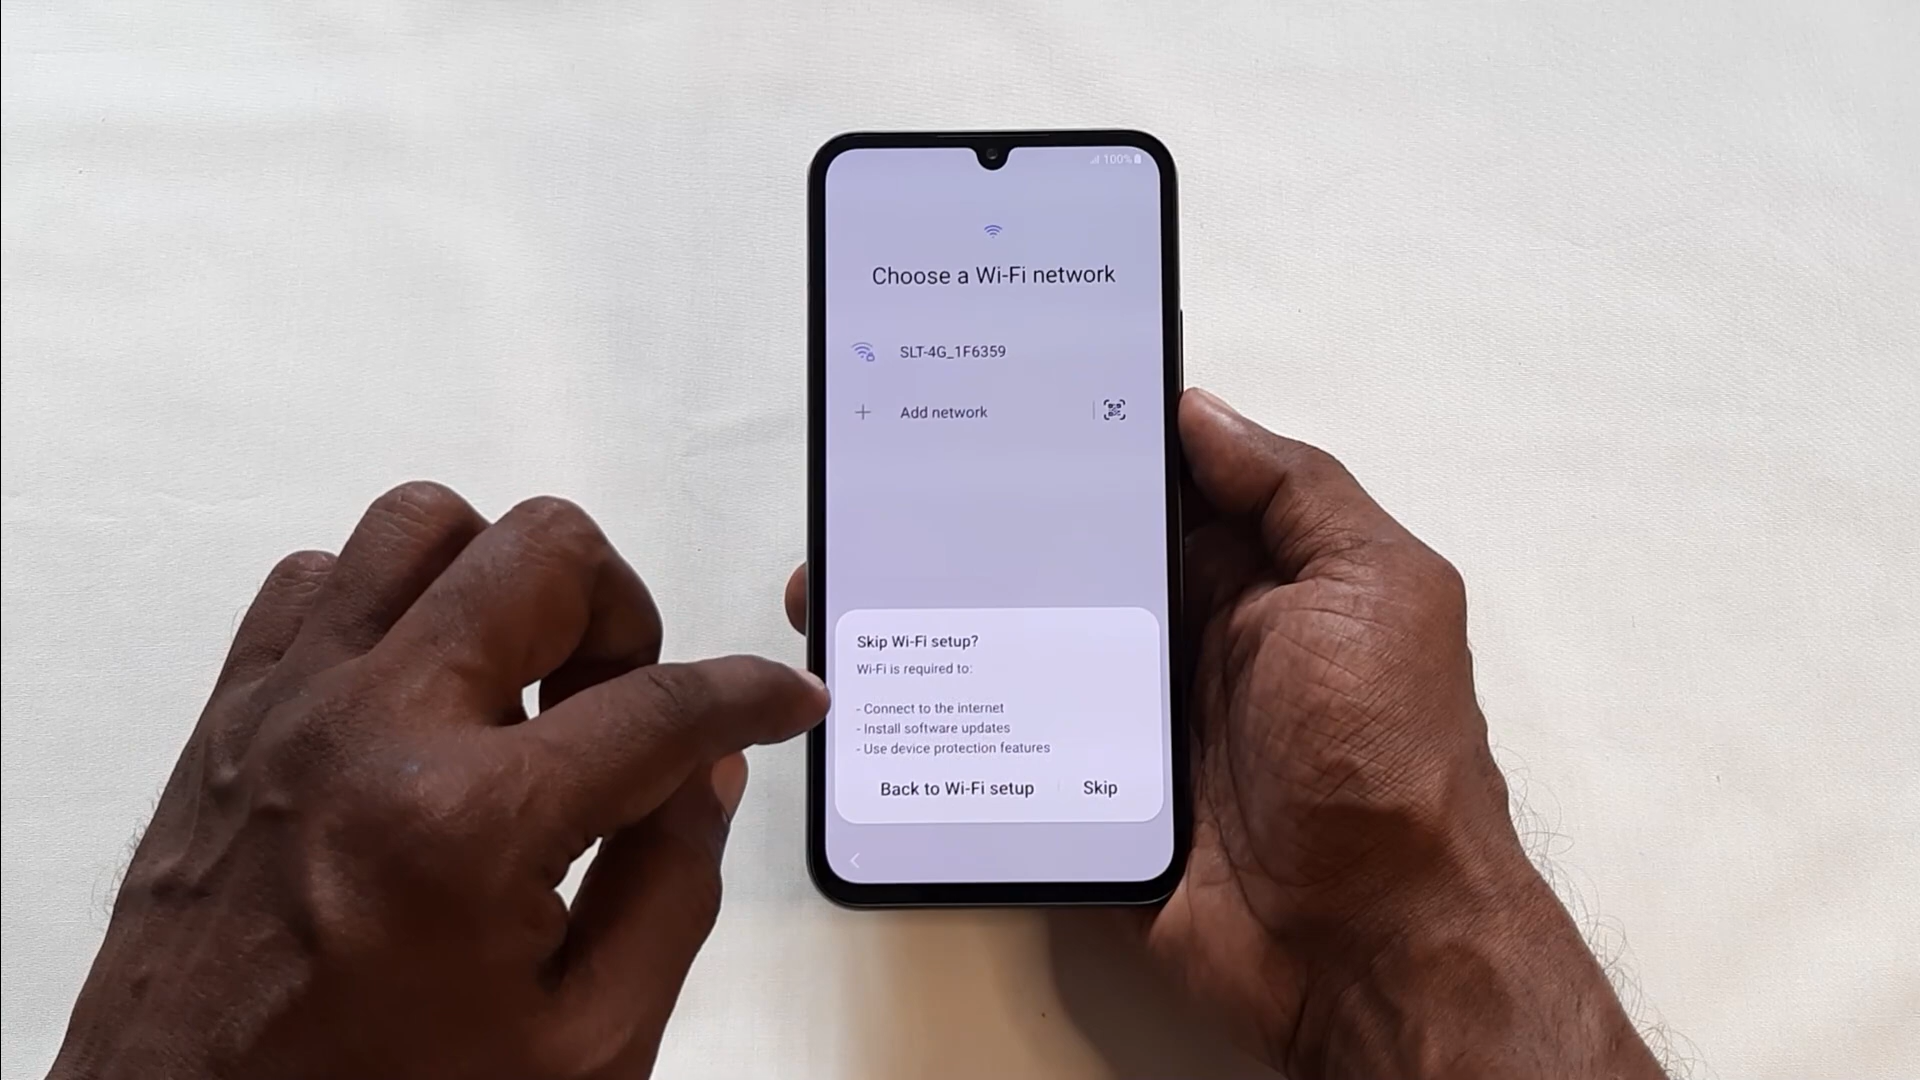 100%
Choose a Wi-Fi network
SLT-4G_1F6359
Add network
Skip Wi-Fi setup?
Wi-Fi is required to:
- Connect to the internet
- Install software updates
- Use device protection features
Back to Wi-Fi setup
Skip